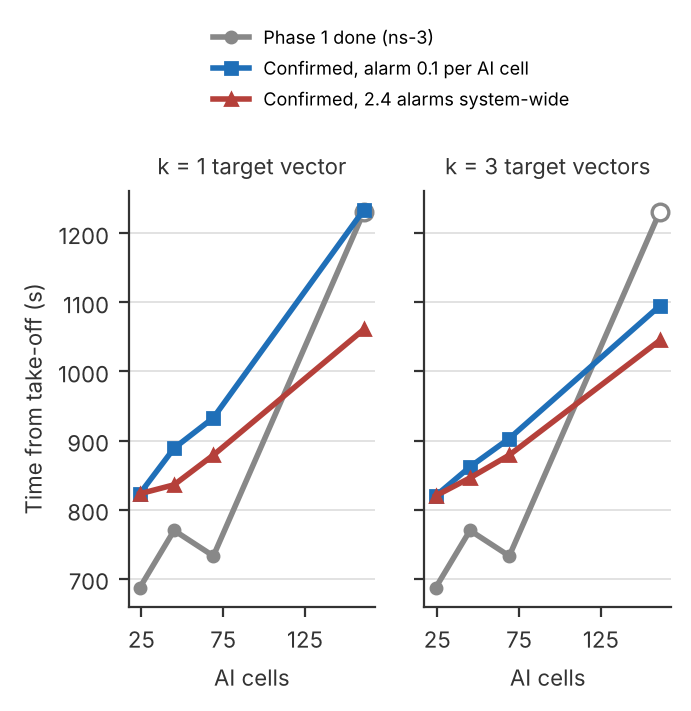 Phase 1 done (ns-3)
Confirmed, alarm 0.1 per AI cell
Confirmed, 2.4 alarms system-wide
k = 1 target vector
k = 3 target vectors
Time from take-off (s)
1200
1100
1000
900
800
700
25 75 125
25 75 125
AI cells
AI cells